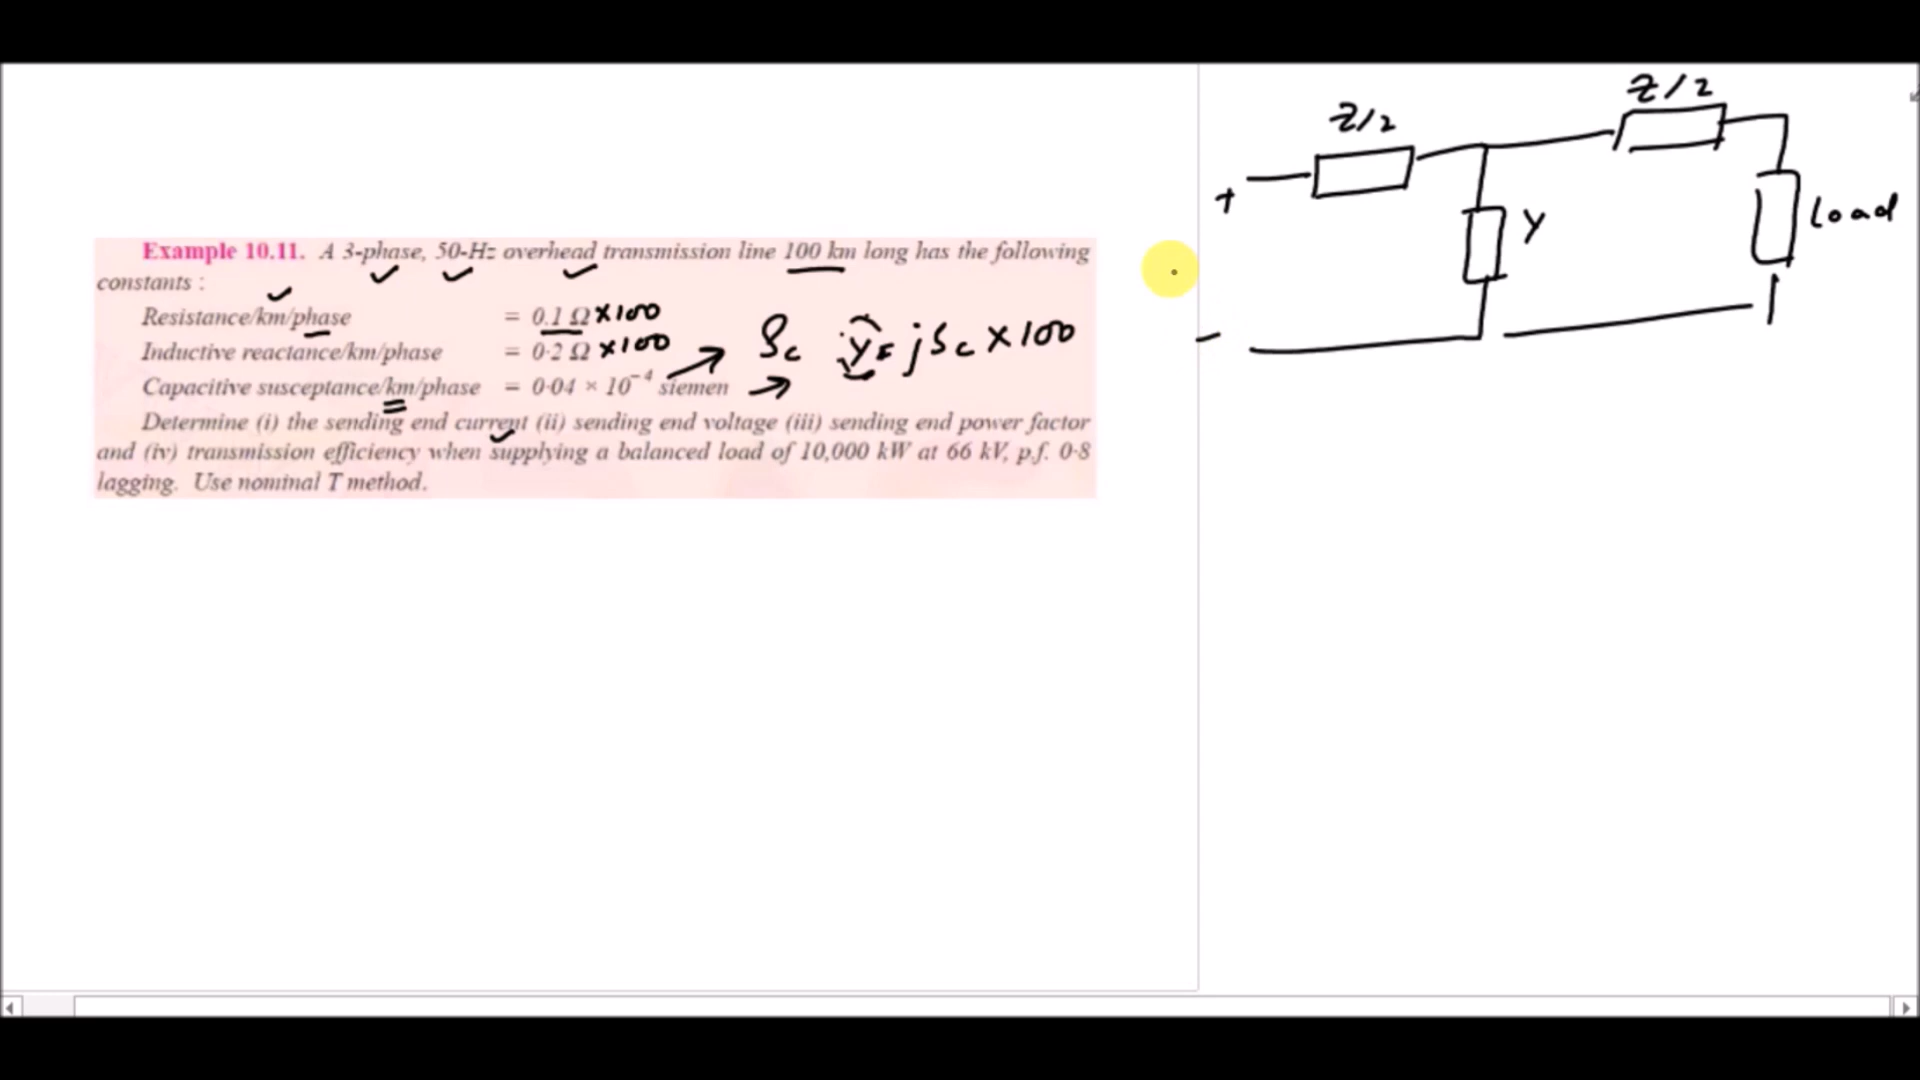 Example 10.11. A 3-phase, 50-Hz overhead transmission line 100 km long has the following
constants :
Resistance/km/phase = 0.1 Ω ×100
Inductive reactance/km/phase = 0·2 Ω ×100
Capacitive susceptance/km/phase = 0·04 × 10⁻⁴ siemen
Sc y = jSc ×100
Determine (i) the sending end current (ii) sending end voltage (iii) sending end power factor
and (iv) transmission efficiency when supplying a balanced load of 10,000 kW at 66 kV, p.f. 0·8
lagging. Use nominal T method.
Z/2
Z/2
+
Y
Load
−